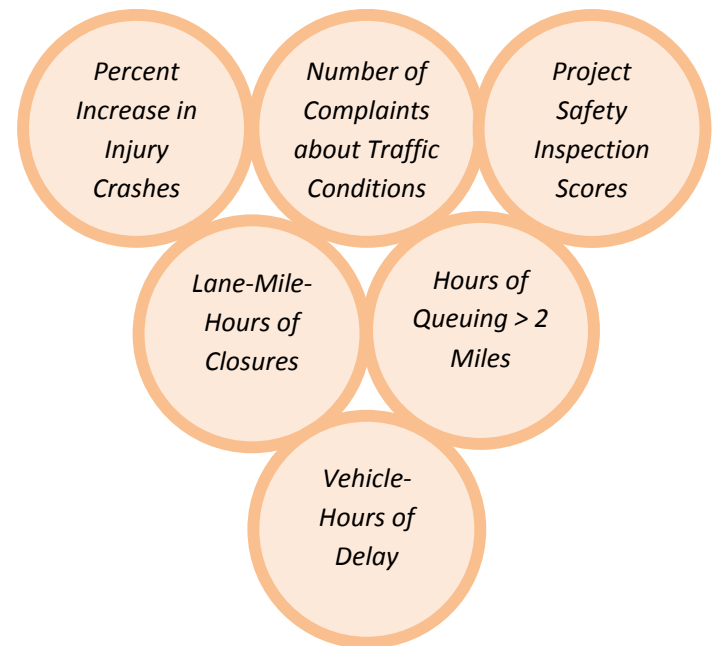 Percent
Increase in
Injury
Crashes
Number of
Complaints
about Traffic
Conditions
Project
Safety
Inspection
Scores
Lane-Mile-
Hours of
Closures
Hours of
Queuing > 2
Miles
Vehicle-
Hours of
Delay